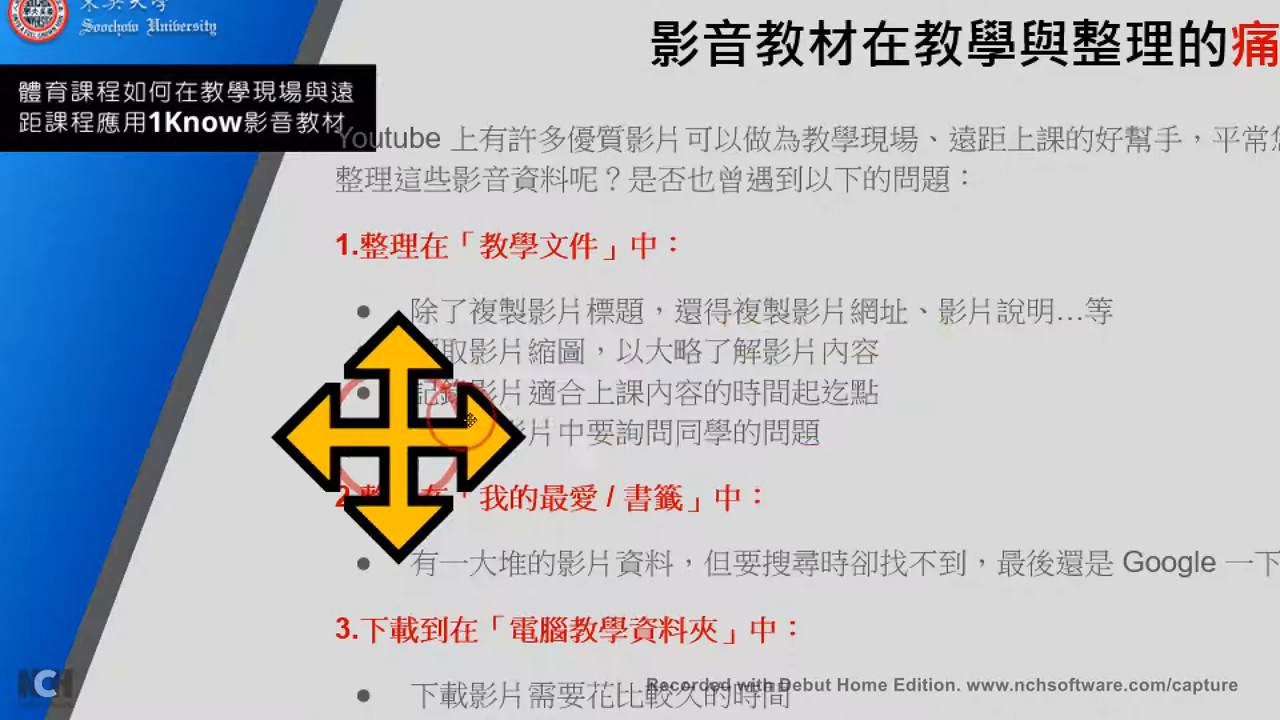 東吳大學
Soochow University
影音教材在教學與整理的痛
體育課程如何在教學現場與遠
距課程應用1Know影音教材
Youtube 上有許多優質影片可以做為教學現場、遠距上課的好幫手，平常您
整理這些影音資料呢？是否也曾遇到以下的問題：
1.整理在「教學文件」中：
除了複製影片標題，還得複製影片網址、影片說明…等
取影片縮圖，以大略了解影片內容
記錄影片適合上課內容的時間起迄點
影片中要詢問同學的問題
2.整理在「我的最愛 / 書籤」中：
有一大堆的影片資料，但要搜尋時卻找不到，最後還是 Google 一下
3.下載到在「電腦教學資料夾」中：
下載影片需要花比較久的時間
NCH
Recorded with Debut Home Edition. www.nchsoftware.com/capture